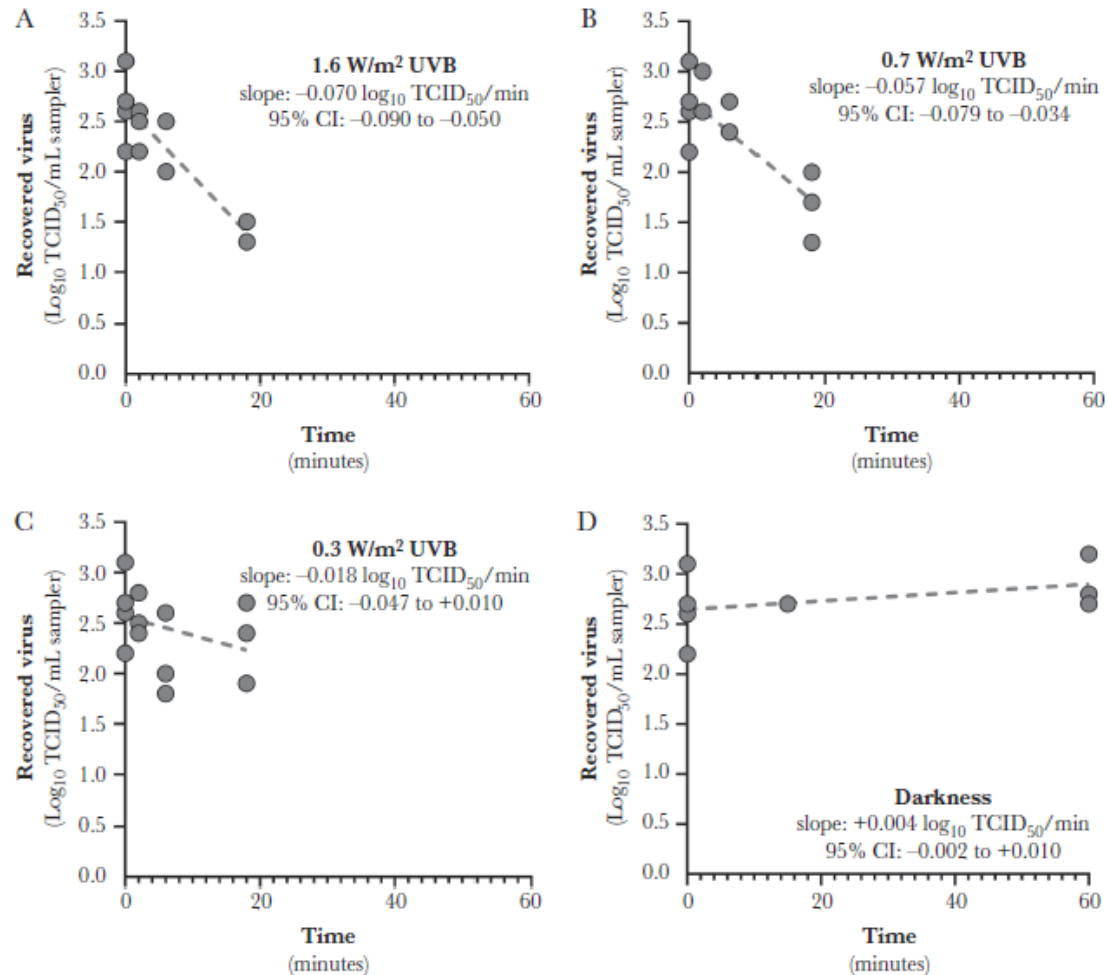 A
3.5
3.0
2.5
2.0
1.5
1.0
0.5
0.0
Recovered virus
(Log₁₀ TCID₅₀/mL sampler)
1.6 W/m² UVB
slope: –0.070 log₁₀ TCID₅₀/min
95% CI: –0.090 to –0.050
0
20
40
60
Time
(minutes)
B
3.5
3.0
2.5
2.0
1.5
1.0
0.5
0.0
Recovered virus
(Log₁₀ TCID₅₀/mL sampler)
0.7 W/m² UVB
slope: –0.057 log₁₀ TCID₅₀/min
95% CI: –0.079 to –0.034
0
20
40
60
Time
(minutes)
C
3.5
3.0
2.5
2.0
1.5
1.0
0.5
0.0
Recovered virus
(Log₁₀ TCID₅₀/mL sampler)
0.3 W/m² UVB
slope: –0.018 log₁₀ TCID₅₀/min
95% CI: –0.047 to +0.010
0
20
40
60
Time
(minutes)
D
3.5
3.0
2.5
2.0
1.5
1.0
0.5
0.0
Recovered virus
(Log₁₀ TCID₅₀/mL sampler)
Darkness
slope: +0.004 log₁₀ TCID₅₀/min
95% CI: –0.002 to +0.010
0
20
40
60
Time
(minutes)